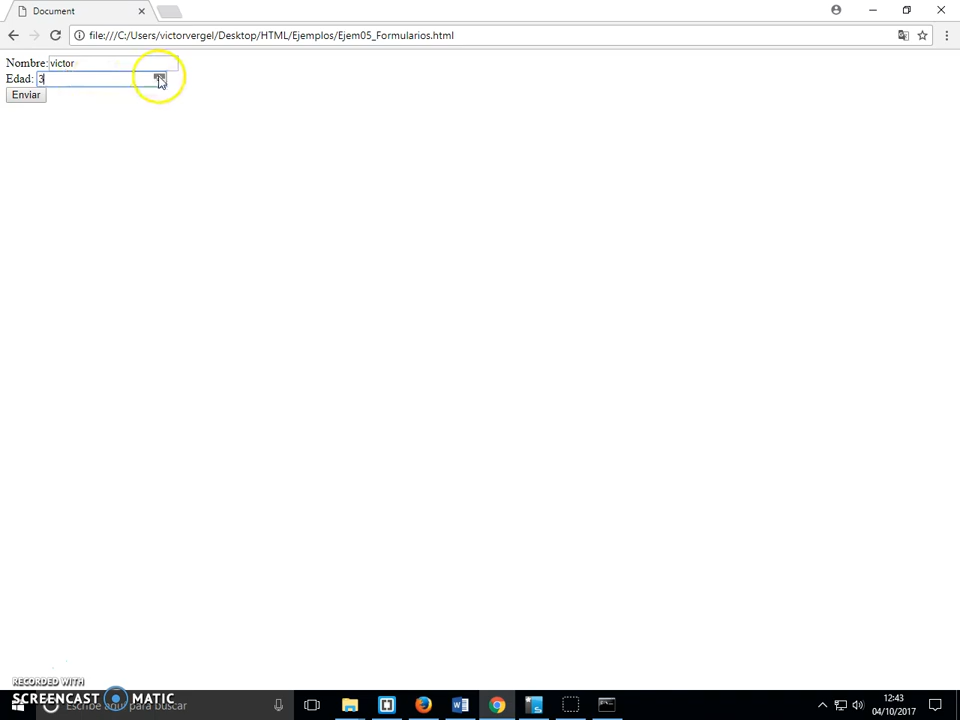 Document
file:///C:/Users/victorvergel/Desktop/HTML/Ejemplos/Ejem05_Formularios.html
Nombre:victor
Edad: 3
Enviar
RECORDED WITH
SCREENCAST MATIC
Escribe aquí para buscar
12:43
04/10/2017